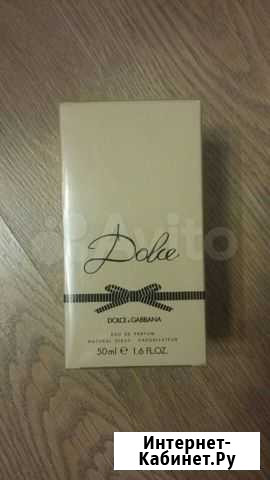 Dolce
DOLCE & GABBANA
EAU DE PARFUM
NATURAL SPRAY - VAPORISATEUR
50ml ℮ 1.6 FL.OZ.
Avito
Интернет-
Кабинет.Ру